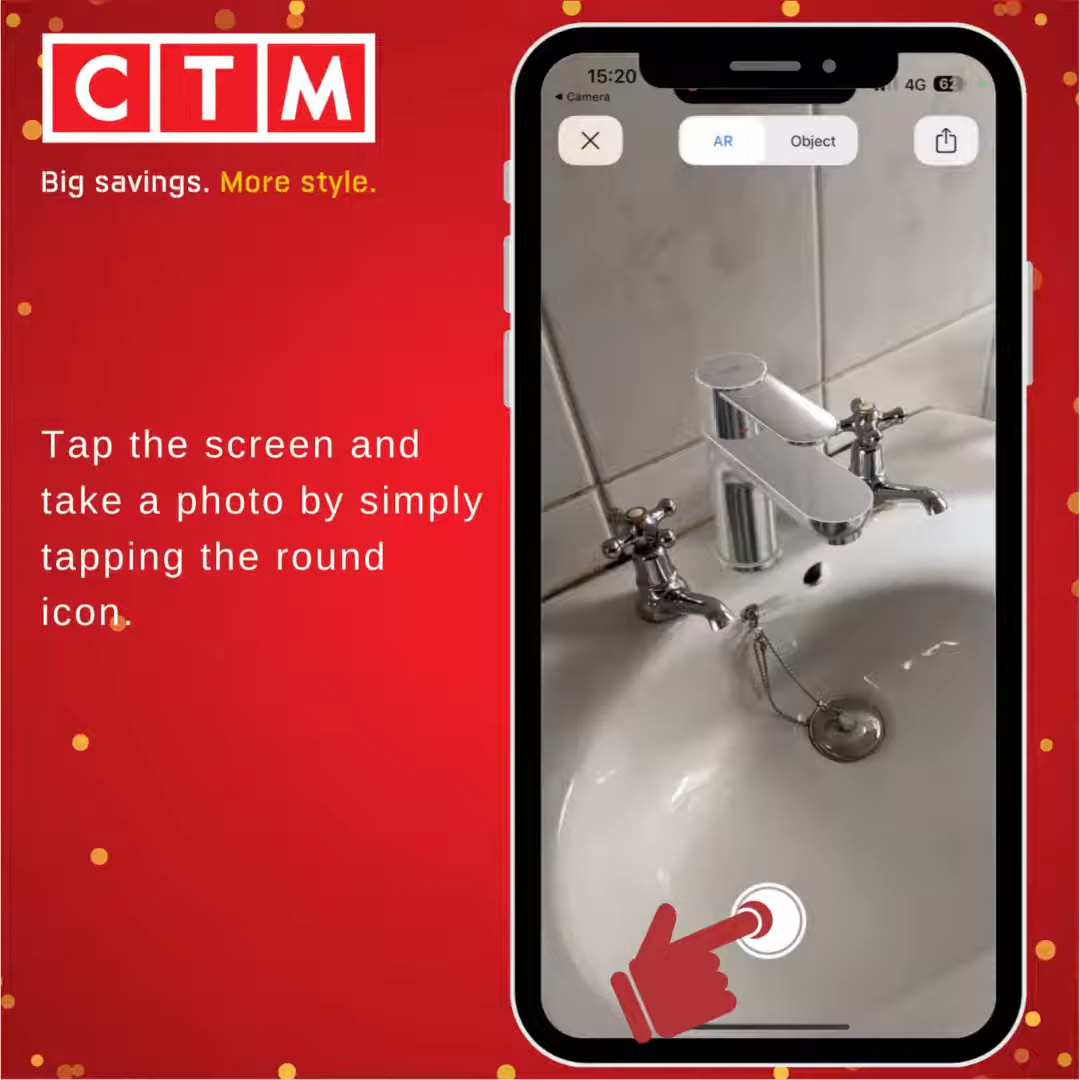 CTM
Big savings. More style.
Tap the screen and
take a photo by simply
tapping the round
icon.
15:20
4G 62
◀ Camera
AR
Object